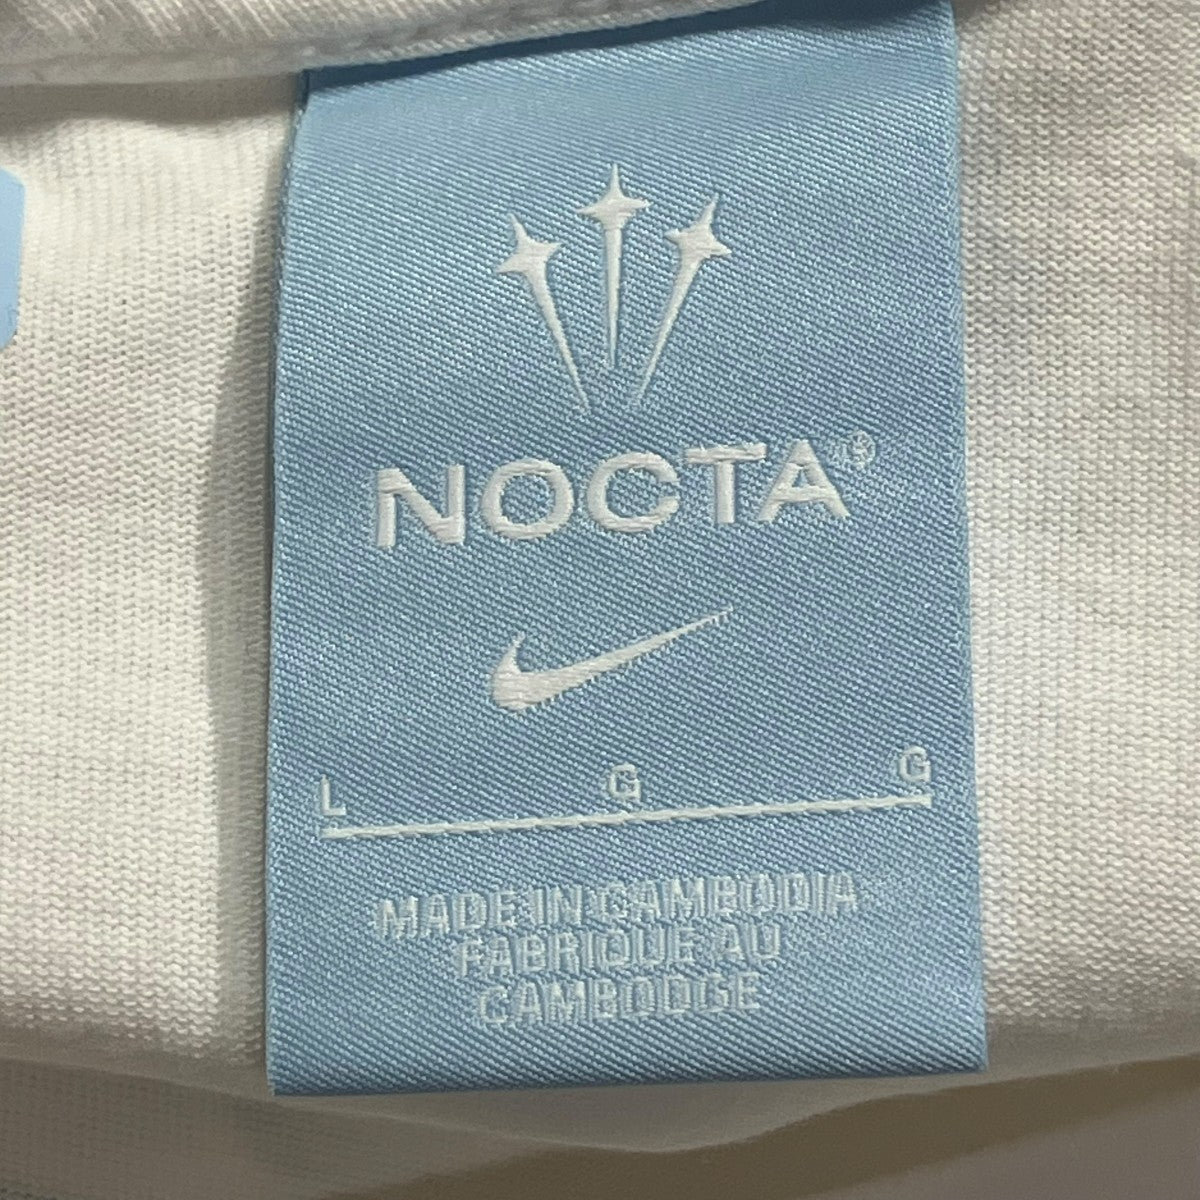 NOCTA®
L G G
MADE IN CAMBODIA
FABRIQUE AU
CAMBODGE